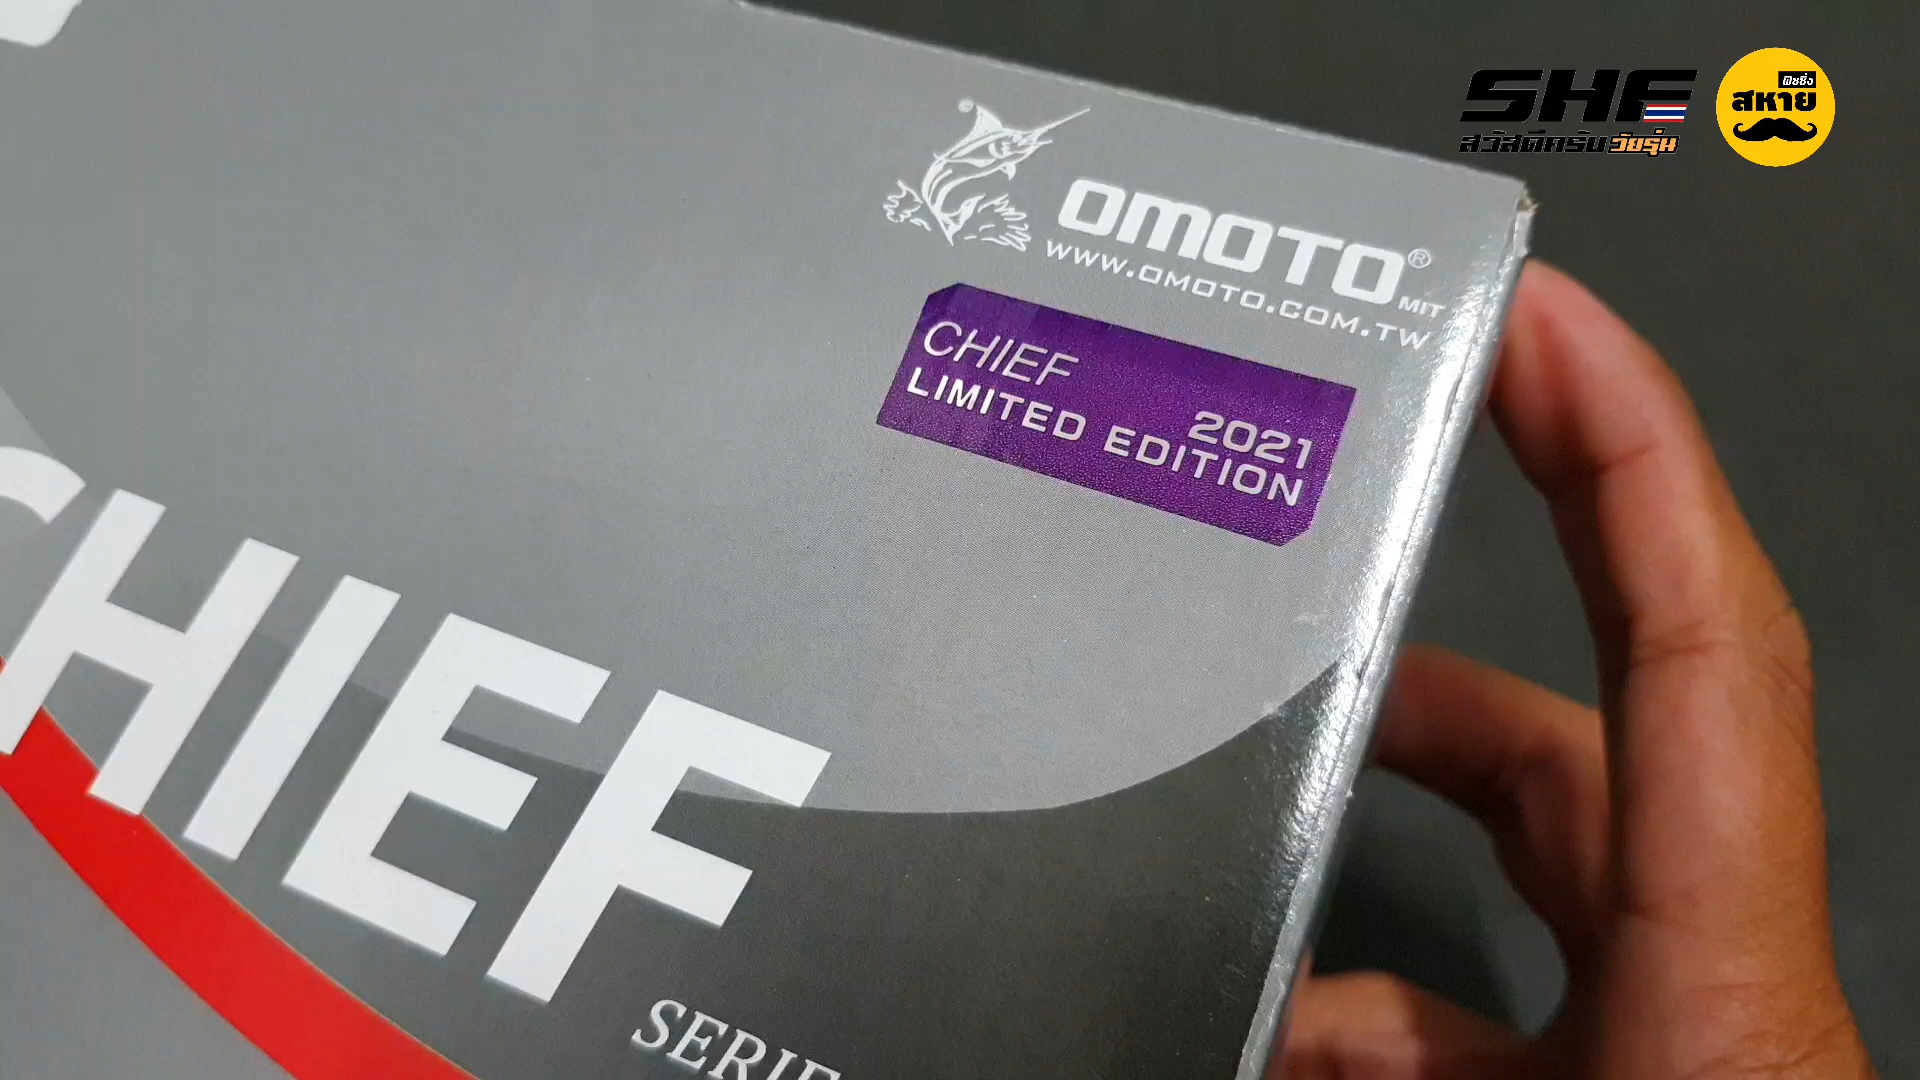 SHF
สวัสดีครับวัยรุ่น
ฟิชชิ่ง
สหาย
OMOTO®
MIT
WWW.OMOTO.COM.TW
CHIEF
2021
LIMITED EDITION
CHIEF
SERIE